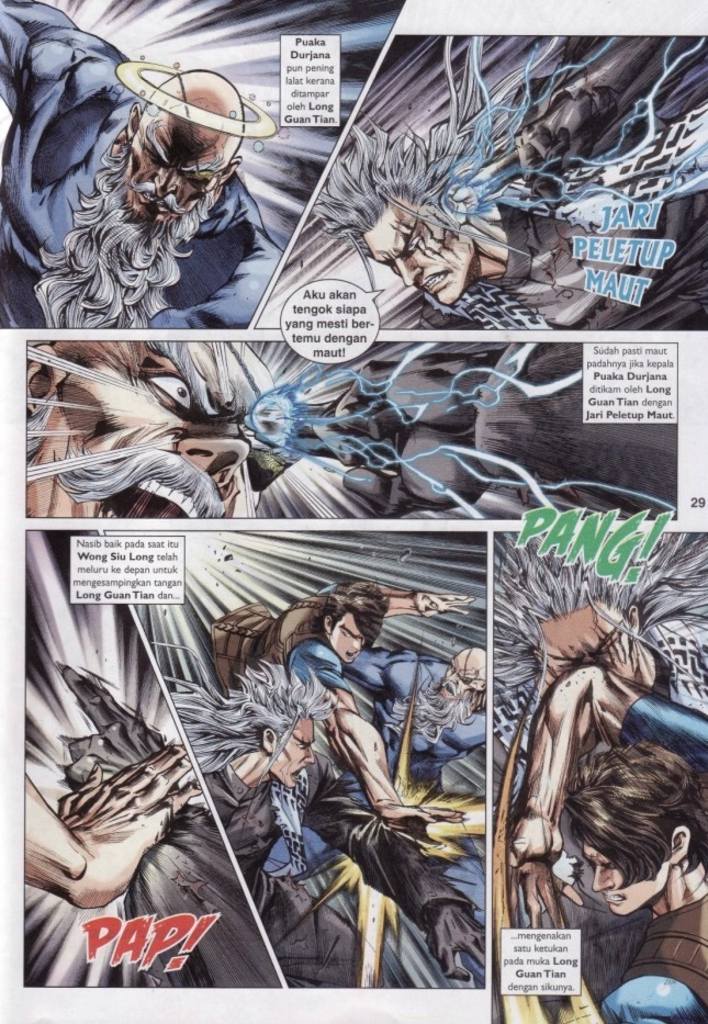 Puaka
Durjana
pun pening
lalat kerana
ditampar
oleh Long
Guan Tian.
JARI
PELETUP
MAUT
Aku akan
tengok siapa
yang mesti ber-
temu dengan
maut!
Sudah pasti maut
padahnya jika kepala
Puaka Durjana
ditikam oleh Long
Guan Tian dengan
Jari Peletup Maut.
29
Nasib baik pada saat itu
Wong Siu Long telah
meluru ke depan untuk
mengesampingkan tangan
Long Guan Tian dan...
PAP!
PANG!
...mengenakan
satu ketukan
pada muka Long
Guan Tian
dengan sikunya.